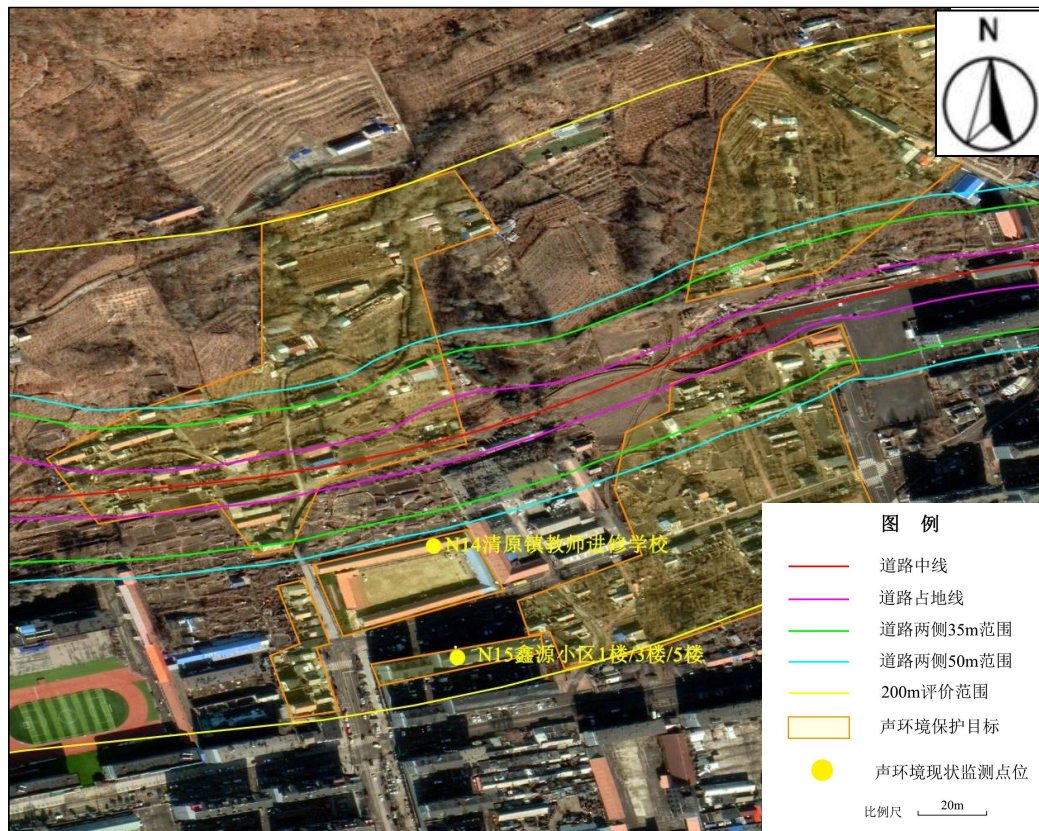 N
N14清原镇教师进修学校
N15鑫源小区1楼/3楼/5楼
图 例
道路中线
道路占地线
道路两侧35m范围
道路两侧50m范围
200m评价范围
声环境保护目标
声环境现状监测点位
比例尺 20m